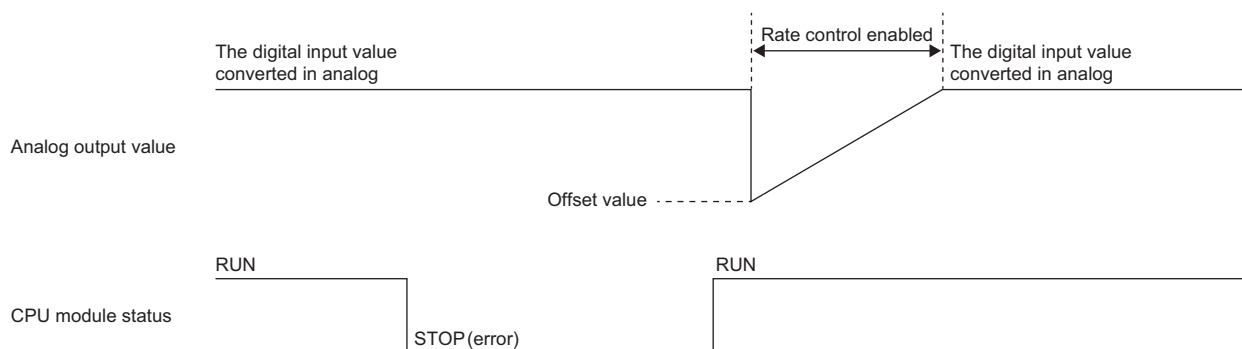 Rate control enabled
The digital input value
converted in analog
The digital input value
converted in analog
Analog output value
Offset value
RUN
RUN
CPU module status
STOP(error)